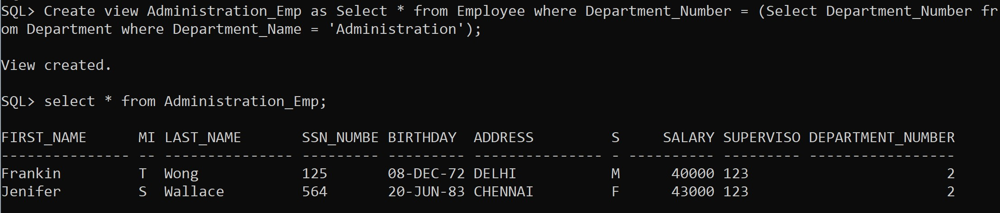 SQL> Create view Administration_Emp as Select * from Employee where Department_Number = (Select Department_Number fr
om Department where Department_Name = 'Administration');
View created.
SQL> select * from Administration_Emp;
FIRST_NAME      MI LAST_NAME       SSN_NUMBE BIRTHDAY  ADDRESS         S     SALARY SUPERVISO DEPARTMENT_NUMBER
--------------- -- --------------- --------- --------- --------------- - ---------- --------- -----------------
Frankin         T  Wong            125       08-DEC-72 DELHI           M      40000 123                       2
Jenifer         S  Wallace         564       20-JUN-83 CHENNAI         F      43000 123                       2